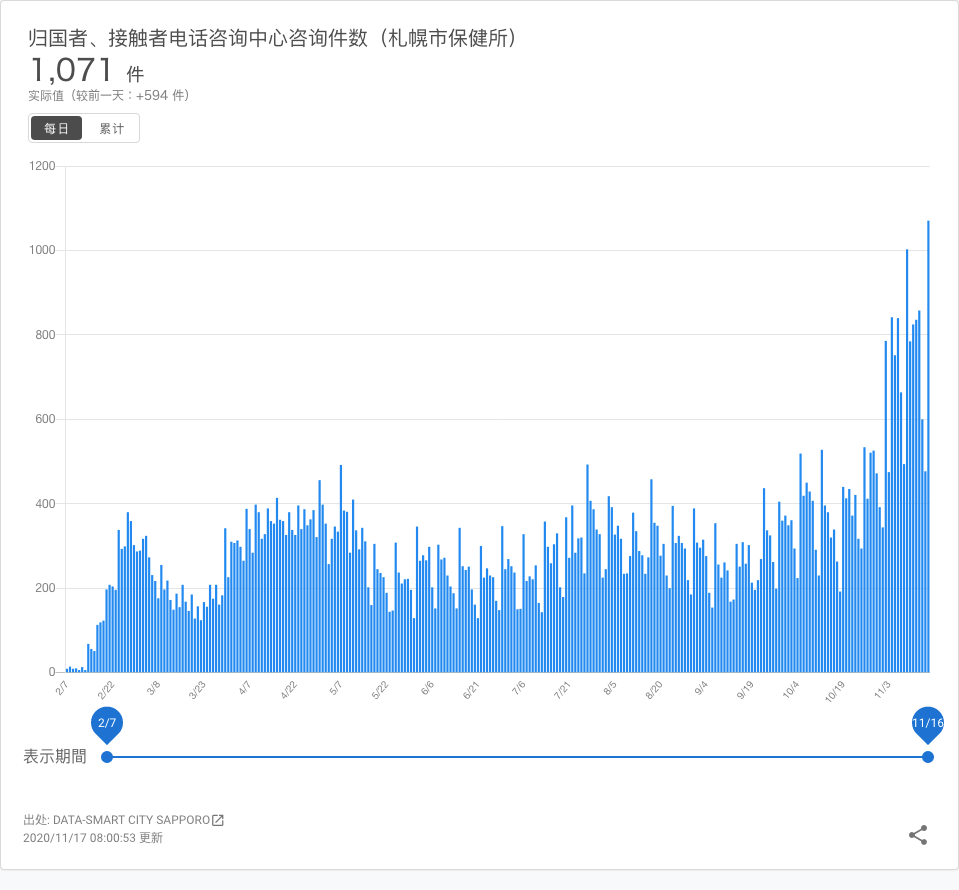 归国者、接触者电话咨询中心咨询件数（札幌市保健所）
1,071 件
实际值（较前一天：+594 件）
每日 累计
1200
1000
800
600
400
200
0
2/7 2/22 3/8 3/23 4/7 4/22 5/7 5/22 6/6 6/21 7/6 7/21 8/5 8/20 9/4 9/19 10/4 10/19 11/3
2/7 11/16
表示期間
出处: DATA-SMART CITY SAPPORO
2020/11/17 08:00:53 更新